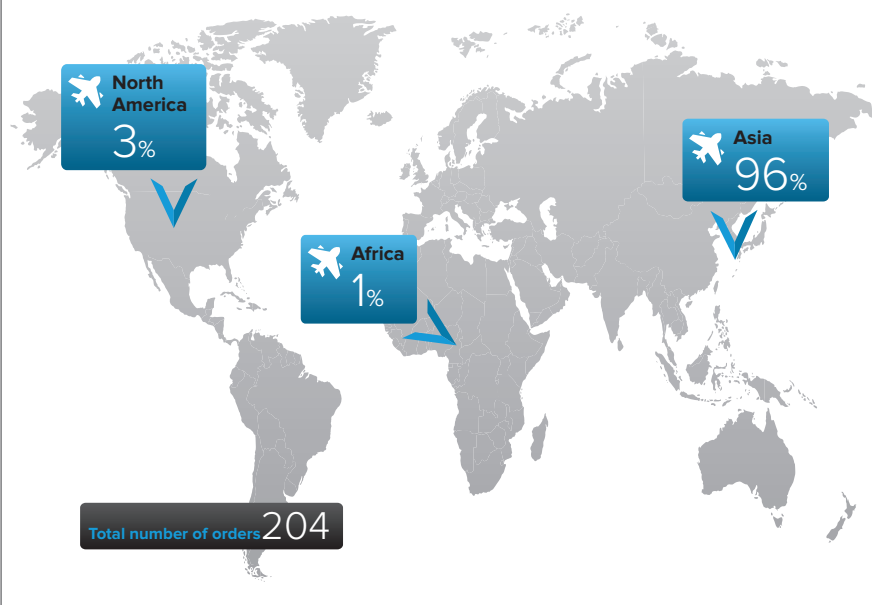 North
America
3%
Asia
96%
Africa
1%
Total number of orders 204